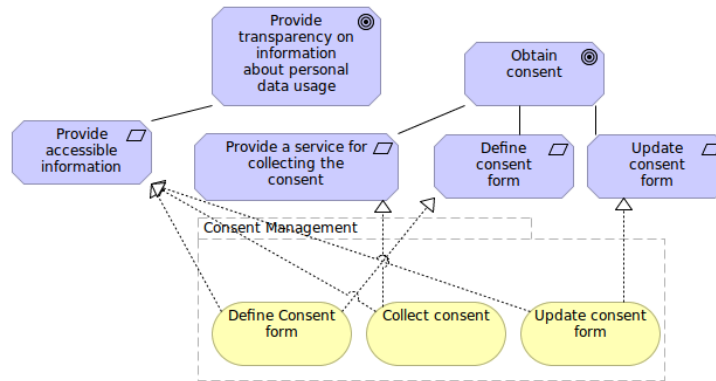 Provide
transparency on
information
about personal
data usage
Obtain
consent
Provide
accessible
information
Provide a service for
collecting the
consent
Define
consent
form
Update
consent
form
Consent Management
Define Consent
form
Collect consent
Update consent
form